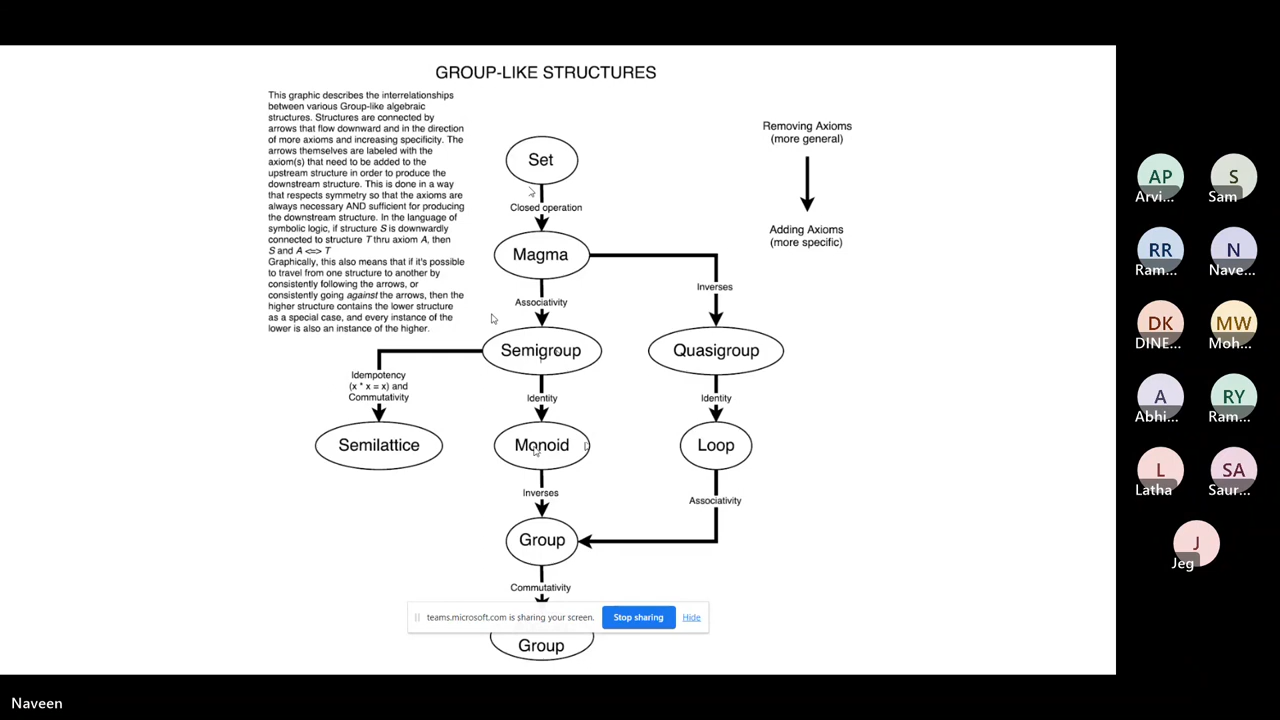 GROUP-LIKE STRUCTURES
This graphic describes the interrelationships
between various Group-like algebraic
structures. Structures are connected by
arrows that flow downward and in the direction
of more axioms and increasing specificity. The
arrows themselves are labeled with the
axiom(s) that need to be added to the
upstream structure in order to produce the
downstream structure. This is done in a way
that respects symmetry so that the axioms are
always necessary AND sufficient for producing
the downstream structure. In the language of
symbolic logic, if structure S is downwardly
connected to structure T thru axiom A, then
S and A <=> T
Graphically, this also means that if it's possible
to travel from one structure to another by
consistently following the arrows, or
consistently going against the arrows, then the
higher structure contains the lower structure
as a special case, and every instance of the
lower is also an instance of the higher.
Removing Axioms
(more general)
Adding Axioms
(more specific)
Set
Closed operation
Magma
Associativity
Inverses
Semigroup
Quasigroup
Idempotency
(x * x = x) and
Commutativity
Identity
Identity
Semilattice
Monoid
Loop
Inverses
Associativity
Group
Commutativity
teams.microsoft.com is sharing your screen.
Stop sharing
Hide
Group
AP
Arvi...
S
Sam
RR
Ram...
N
Nave...
DK
DINE...
MW
Moh...
A
Abhi...
RY
Ram...
L
Latha
SA
Saur...
J
Jeg
Naveen